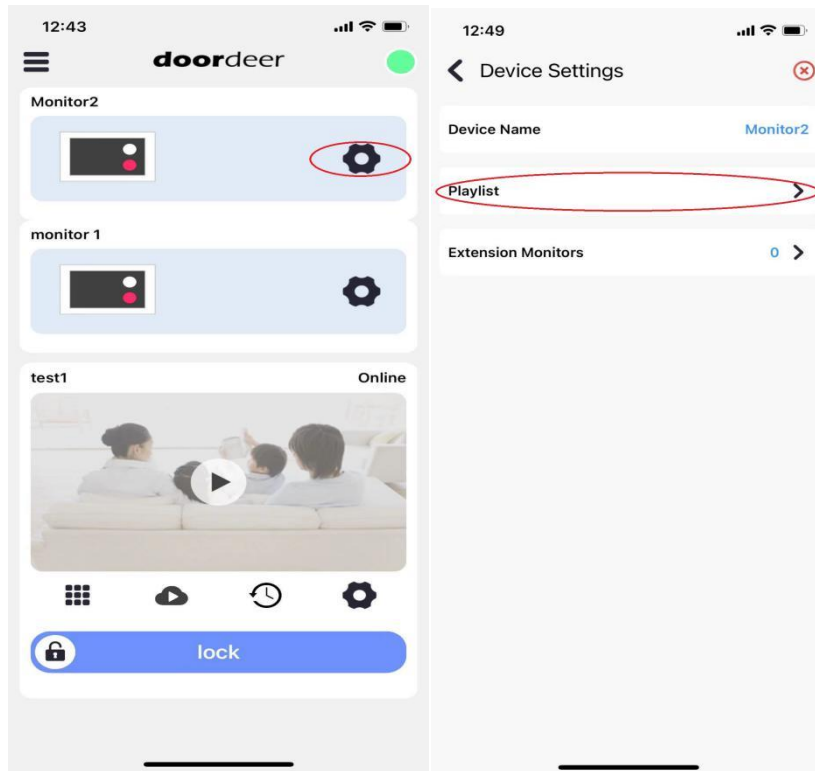 12:43
doordeer
Monitor2
monitor 1
test1 Online
lock
12:49
Device Settings
Device Name Monitor2
Playlist
Extension Monitors 0